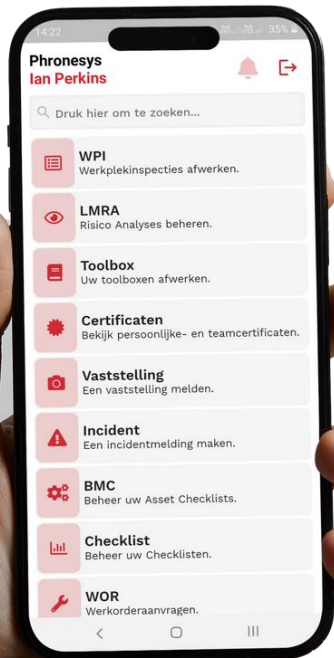 14:22
35%
Phronesys
Ian Perkins
Druk hier om te zoeken...
WPI
Werkplekinspecties afwerken.
LMRA
Risico Analyses beheren.
Toolbox
Uw toolboxen afwerken.
Certificaten
Bekijk persoonlijke- en teamcertificaten.
Vaststelling
Een vaststelling melden.
Incident
Een incidentmelding maken.
BMC
Beheer uw Asset Checklists.
Checklist
Beheer uw Checklisten.
WOR
Werkorderaanvragen.